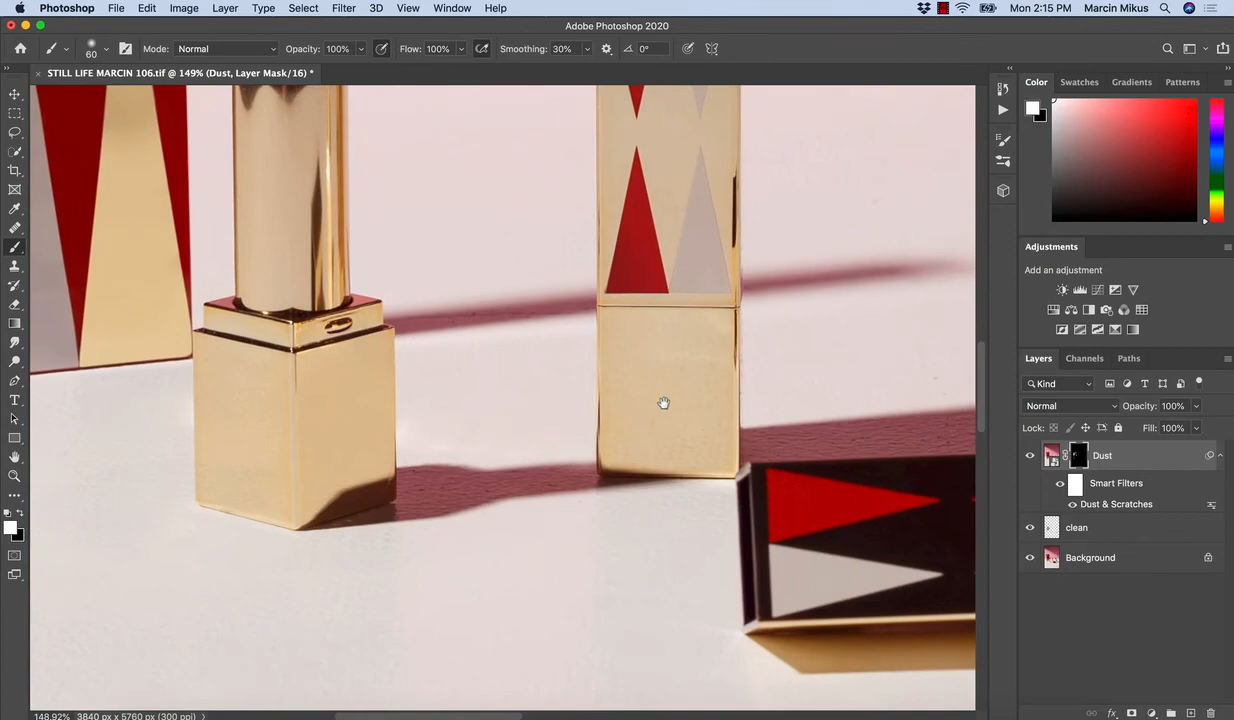 Photoshop File Edit Image Layer Type Select Filter 3D View Window Help Mon 2:15 PM Marcin Mikus
Adobe Photoshop 2020
60 Mode: Normal Opacity: 100% Flow: 100% Smoothing: 30% 0°
× STILL LIFE MARCIN 106.tif @ 149% (Dust, Layer Mask/16) *
Color Swatches Gradients Patterns
Adjustments
Add an adjustment
Layers Channels Paths
Kind
Normal Opacity: 100%
Lock: Fill: 100%
Dust
Smart Filters
Dust & Scratches
clean
Background
148.92% 3840 px x 5760 px (300 ppi)